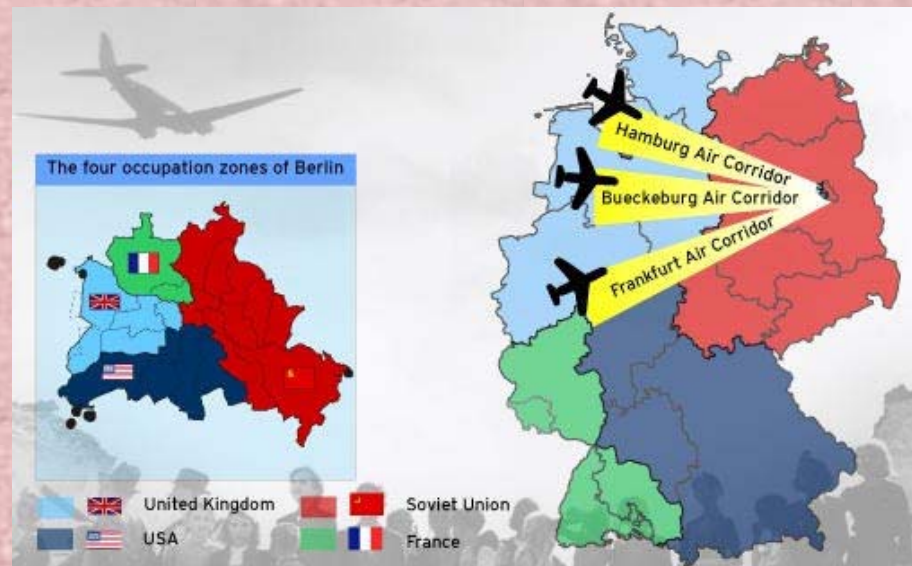 The four occupation zones of Berlin
Hamburg Air Corridor
Bueckeburg Air Corridor
Frankfurt Air Corridor
United Kingdom
Soviet Union
USA
France